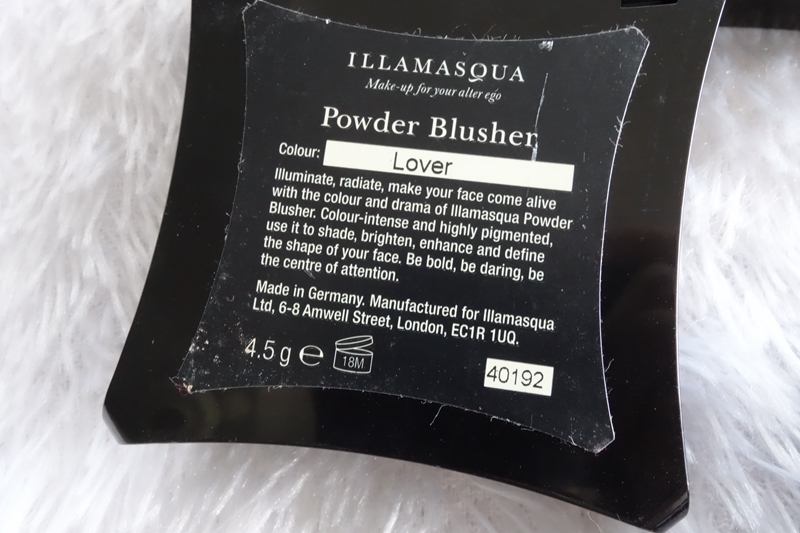 ILLAMASQUA
Make-up for your alter ego
Powder Blusher
Colour: Lover
Illuminate, radiate, make your face come alive
with the colour and drama of Illamasqua Powder
Blusher. Colour-intense and highly pigmented,
use it to shade, brighten, enhance and define
the shape of your face. Be bold, be daring, be
the centre of attention.
Made in Germany. Manufactured for Illamasqua
Ltd, 6-8 Amwell Street, London, EC1R 1UQ.
4.5 g ℮ 18M
40192